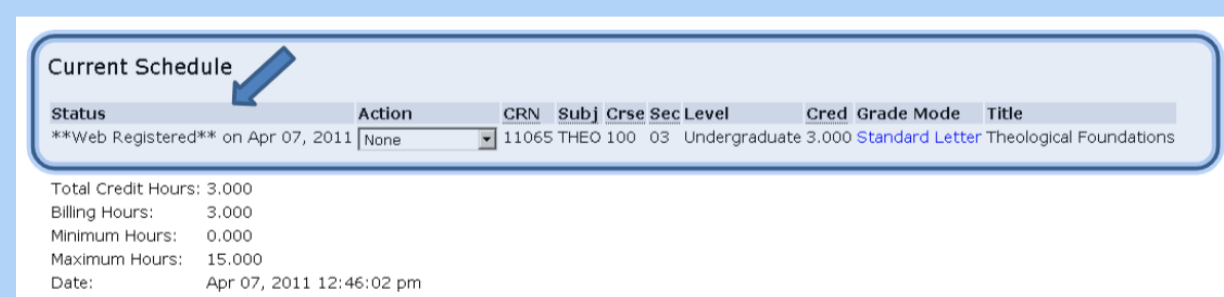 Current Schedule
Status Action CRN Subj Crse Sec Level Cred Grade Mode Title
**Web Registered** on Apr 07, 2011 None 11065 THEO 100 03 Undergraduate 3.000 Standard Letter Theological Foundations
Total Credit Hours: 3.000
Billing Hours: 3.000
Minimum Hours: 0.000
Maximum Hours: 15.000
Date: Apr 07, 2011 12:46:02 pm